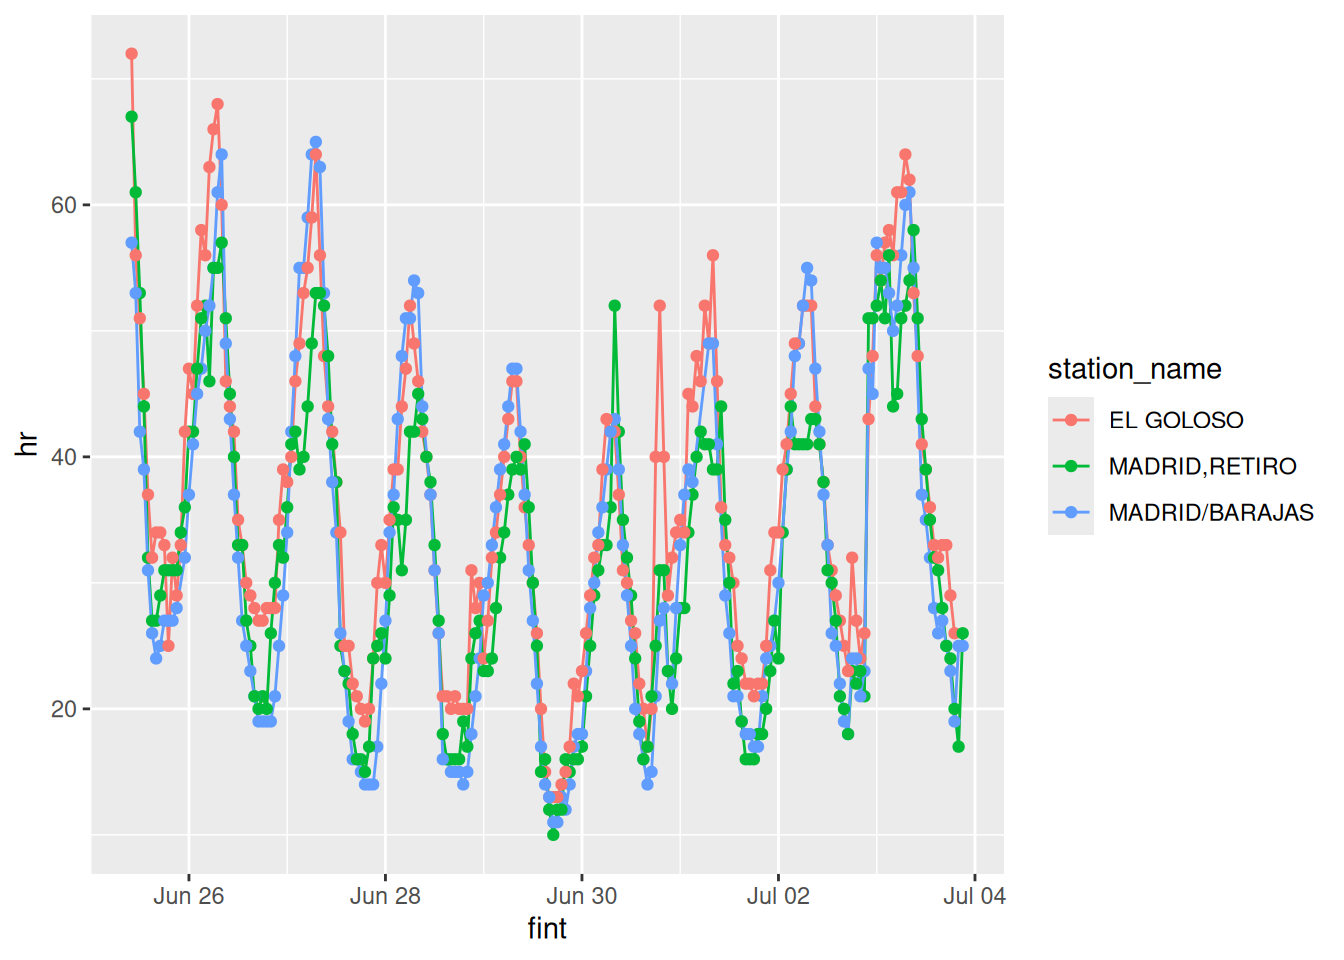 60
40
20
hr
Jun 26
Jun 28
Jun 30
Jul 02
Jul 04
fint
station_name
EL GOLOSO
MADRID,RETIRO
MADRID/BARAJAS